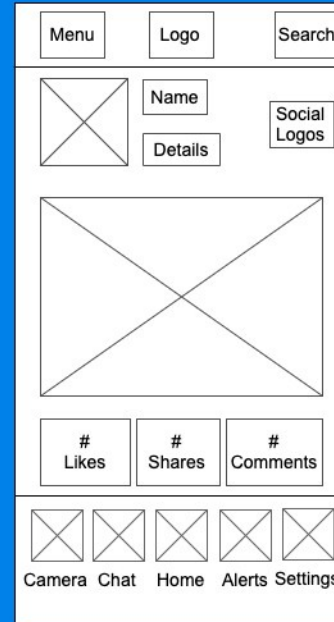 Menu Logo Search
Name
Details
Social
Logos
# # #
Likes Shares Comments
Camera Chat Home Alerts Settings